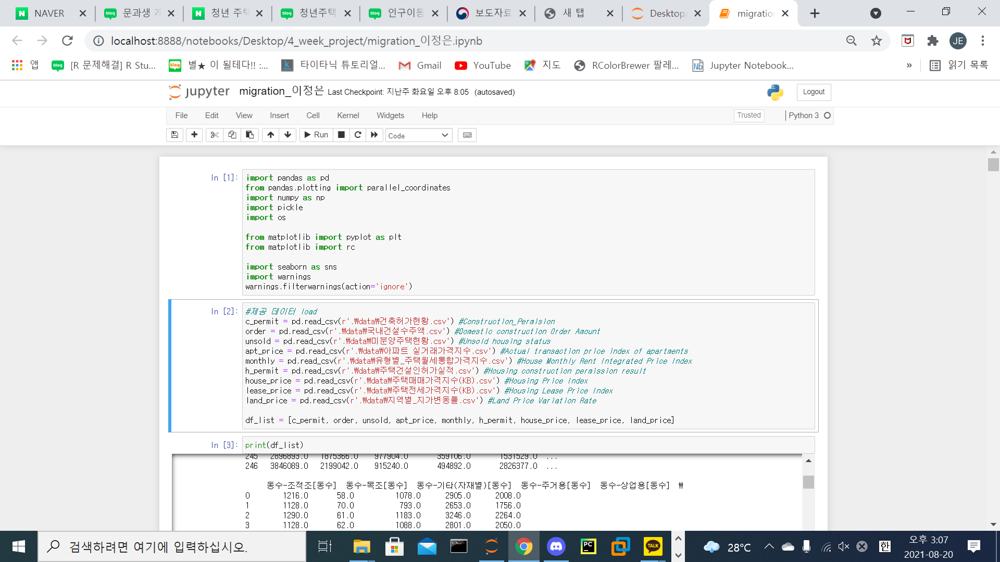 NAVER
문과생 기
청년 주택
청년주택
인구이동
보도자료
새 탭
Desktop/
migratio
localhost:8888/notebooks/Desktop/4_week_project/migration_이정은.ipynb
JE
앱
[R 문제해결] R Stu...
별★ 이 될테다!! :...
타이타닉 튜토리얼...
Gmail
YouTube
지도
RColorBrewer 팔레...
Jupyter Notebook...
»
읽기 목록
jupyter migration_이정은 Last Checkpoint: 지난주 화요일 오후 8:05 (autosaved)
Logout
File Edit View Insert Cell Kernel Widgets Help
Trusted
Python 3
Run
Code
In [1]:
import pandas as pd
from pandas.plotting import parallel_coordinates
import numpy as np
import pickle
import os
from matplotlib import pyplot as plt
from matplotlib import rc
import seaborn as sns
import warnings
warnings.filterwarnings(action='ignore')
In [2]:
#제공 데이터 load
c_permit = pd.read_csv(r'.₩data₩건축허가현황.csv') #Construction_Permision
order = pd.read_csv(r'.₩data₩국내건설수주액.csv') #Domestic construction Order Amount
unsold = pd.read_csv(r'.₩data₩미분양주택현황.csv') #Unsold housing status
apt_price = pd.read_csv(r'.₩data₩아파트 실거래가격지수.csv') #Actual transaction price index of apartments
monthly = pd.read_csv(r'.₩data₩유형별_주택월세통합가격지수.csv') #House Monthly Rent Integrated Price Index
h_permit = pd.read_csv(r'.₩data₩주택건설인허가실적.csv') #Housing construction permission result
house_price = pd.read_csv(r'.₩data₩주택매매가격지수(KB).csv') #Housing Price Index
lease_price = pd.read_csv(r'.₩data₩주택전세가격지수(KB).csv') #Housing Lease Price Index
land_price = pd.read_csv(r'.₩data₩지역별_지가변동률.csv') #Land Price Variation Rate
df_list = [c_permit, order, unsold, apt_price, monthly, h_permit, house_price, lease_price, land_price]
In [3]:
print(df_list)
245 2896893.0 1875366.0 977904.0 359106.0 1531529.0 ...
246 3846089.0 2199042.0 915240.0 494892.0 2826377.0 ...
동수-조적조[동수] 동수-목조[동수] 동수-기타(자재별)[동수] 동수-주거용[동수] 동수-상업용[동수] ₩
0 1216.0 58.0 1078.0 2905.0 2008.0
1 1128.0 70.0 793.0 2653.0 1756.0
2 1290.0 61.0 1183.0 3246.0 2264.0
3 1128.0 62.0 1088.0 2801.0 2050.0
검색하려면 여기에 입력하십시오.
PC
TALK
28°C
한
오후 3:07
2021-08-20